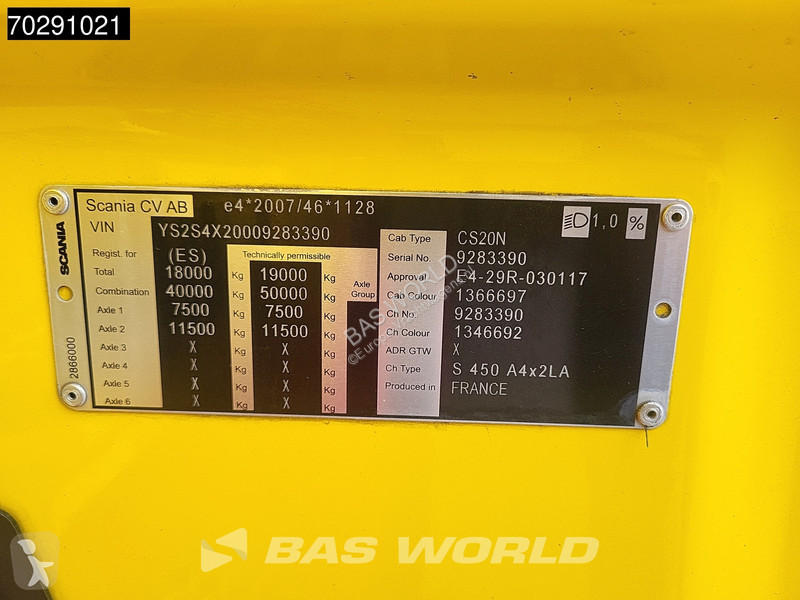 70291021
Scania CV AB e4*2007/46*1128
VIN YS2S4X20009283390
Regist. for (ES) Technically permissible
Total 18000 Kg 19000 Kg Axle
Combination 40000 Kg 50000 Kg Group
Axle 1 7500 Kg 7500 Kg
Axle 2 11500 Kg 11500 Kg
Axle 3 X Kg X Kg
Axle 4 X Kg X Kg
Axle 5 X Kg X Kg
Axle 6 X Kg X Kg
1,0 %
Cab Type CS20N
Serial No. 9283390
Approval E4-29R-030117
Cab Colour 1366697
Ch No. 9283390
Ch Colour 1346692
ADR GTW X
Ch Type S 450 A4x2LA
Produced in FRANCE
SCANIA
2866000
BAS WORLD
BAS WORLD